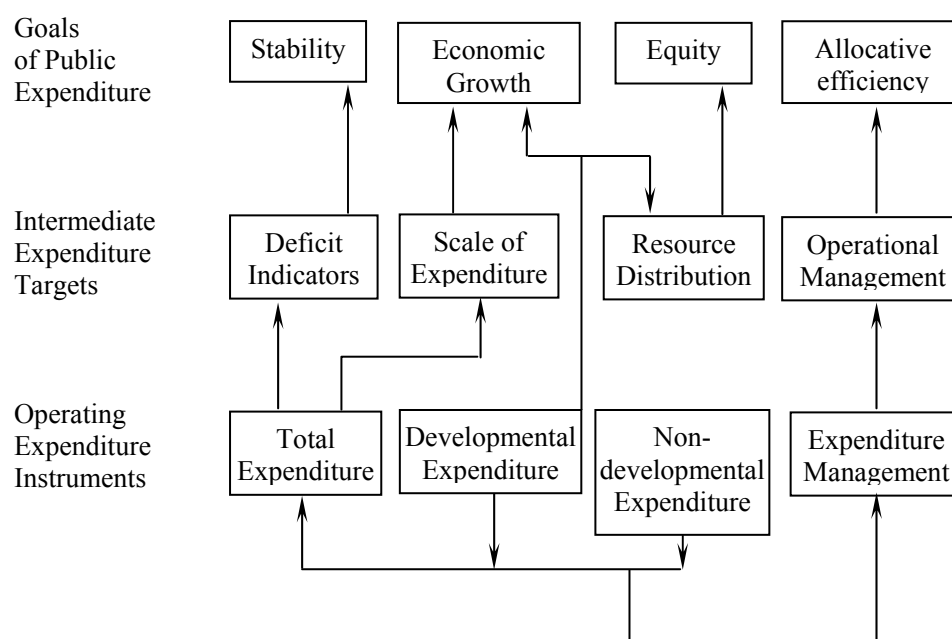 Goals
of Public
Expenditure
Stability
Economic
Growth
Equity
Allocative
efficiency
Intermediate
Expenditure
Targets
Deficit
Indicators
Scale of
Expenditure
Resource
Distribution
Operational
Management
Operating
Expenditure
Instruments
Total
Expenditure
Developmental
Expenditure
Non-
developmental
Expenditure
Expenditure
Management